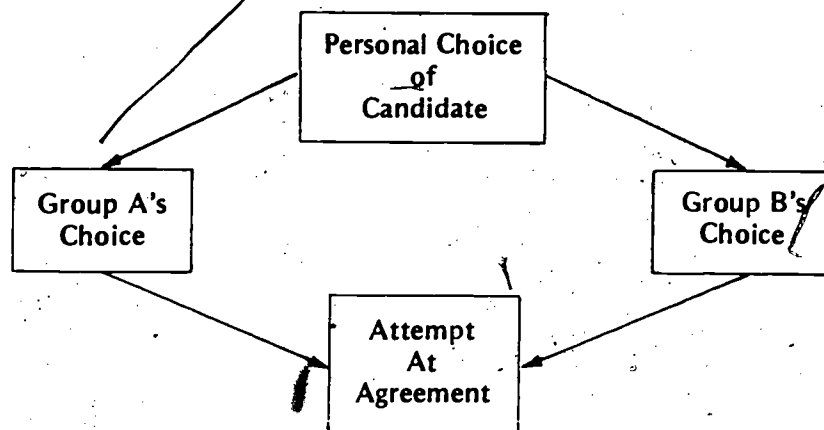 Personal Choice
of
Candidate
Group A's
Choice
Group B's
Choice
Attempt
At
Agreement